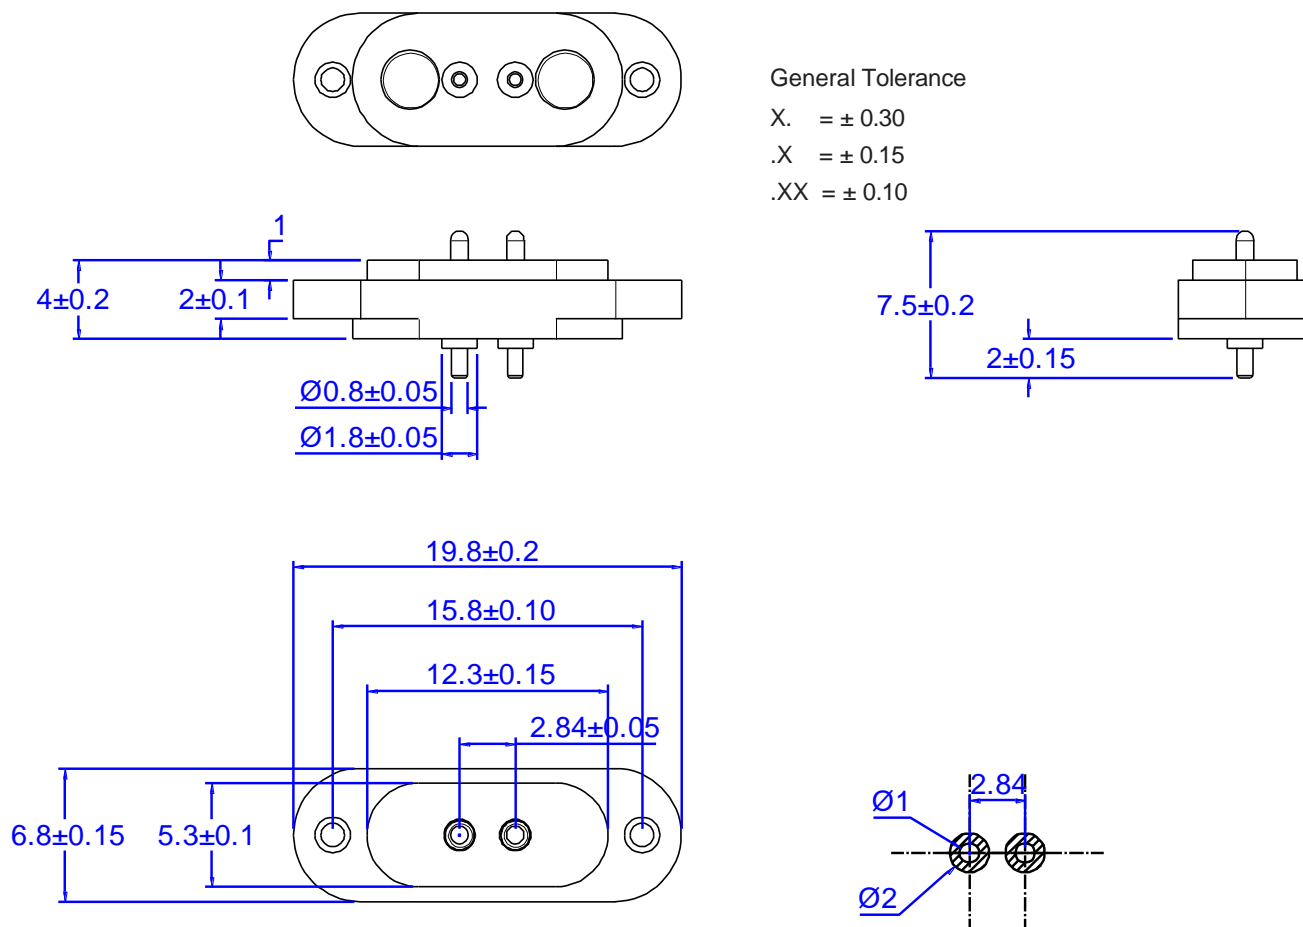 General Tolerance
X. = ± 0.30
.X = ± 0.15
.XX = ± 0.10
1
4±0.2
2±0.1
7.5±0.2
2±0.15
Ø0.8±0.05
Ø1.8±0.05
19.8±0.2
15.8±0.10
12.3±0.15
2.84±0.05
6.8±0.15
5.3±0.1
2.84
Ø1
Ø2